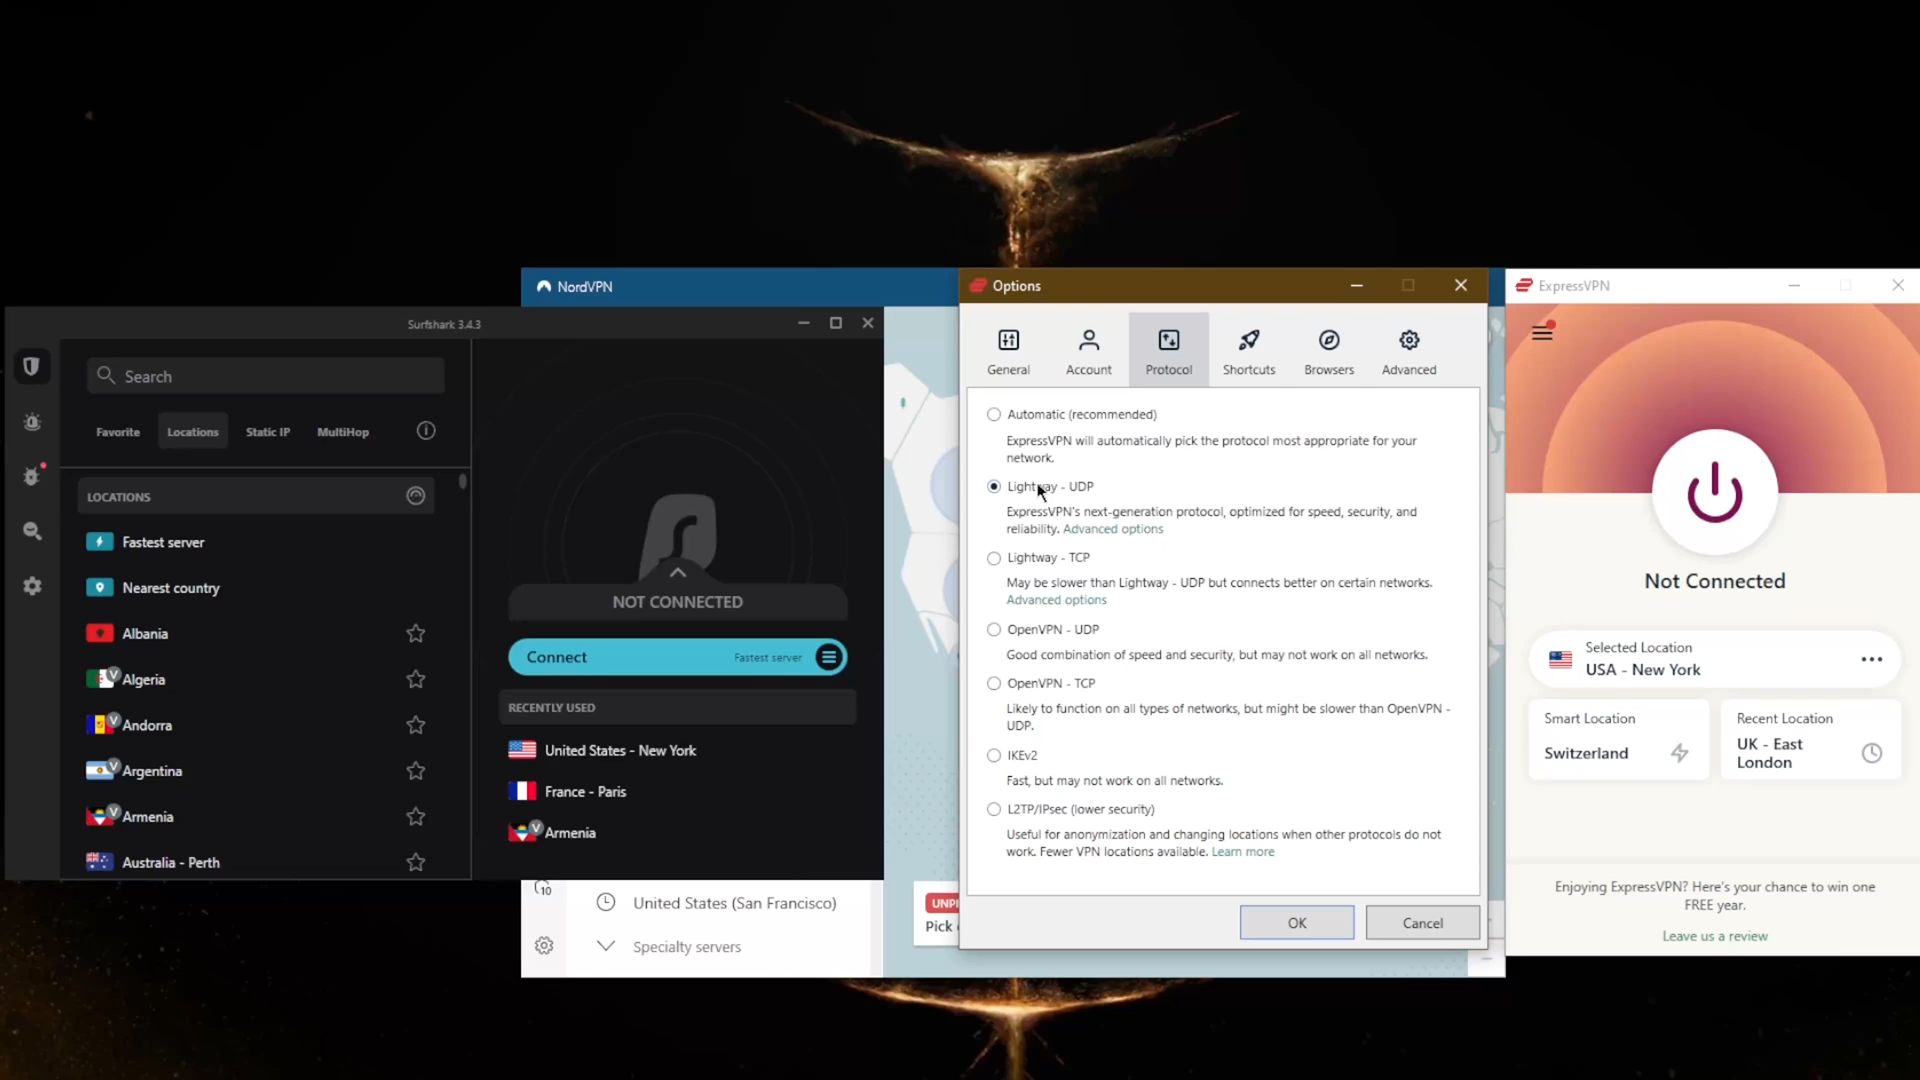 NordVPN
Surfshark 3.4.3
Search
Favorite
Locations
Static IP
MultiHop
LOCATIONS
Fastest server
Nearest country
Albania
V
Algeria
V
Andorra
V
Argentina
V
Armenia
Australia - Perth
NOT CONNECTED
Connect
Fastest server
RECENTLY USED
United States - New York
France - Paris
V
Armenia
10
United States (San Francisco)
Specialty servers
Pick
Options
General
Account
Protocol
Shortcuts
Browsers
Advanced
Automatic (recommended)
ExpressVPN will automatically pick the protocol most appropriate for your
network.
Lightway - UDP
ExpressVPN's next-generation protocol, optimized for speed, security, and
reliability. Advanced options
Lightway - TCP
May be slower than Lightway - UDP but connects better on certain networks.
Advanced options
OpenVPN - UDP
Good combination of speed and security, but may not work on all networks.
OpenVPN - TCP
Likely to function on all types of networks, but might be slower than OpenVPN -
UDP.
IKEv2
Fast, but may not work on all networks.
L2TP/IPsec (lower security)
Useful for anonymization and changing locations when other protocols do not
work. Fewer VPN locations available. Learn more
OK
Cancel
ExpressVPN
Not Connected
Selected Location
USA - New York
Smart Location
Switzerland
Recent Location
UK - East
London
Enjoying ExpressVPN? Here's your chance to win one
FREE year.
Leave us a review